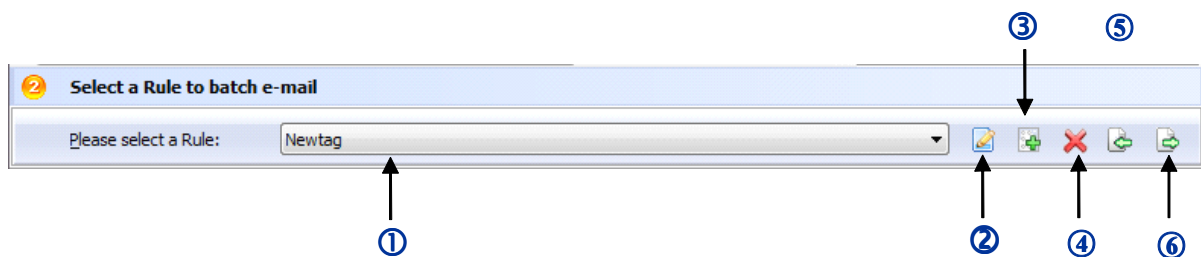 ③ ⑤
② Select a Rule to batch e-mail
Please select a Rule: Newtag
① ② ④ ⑥